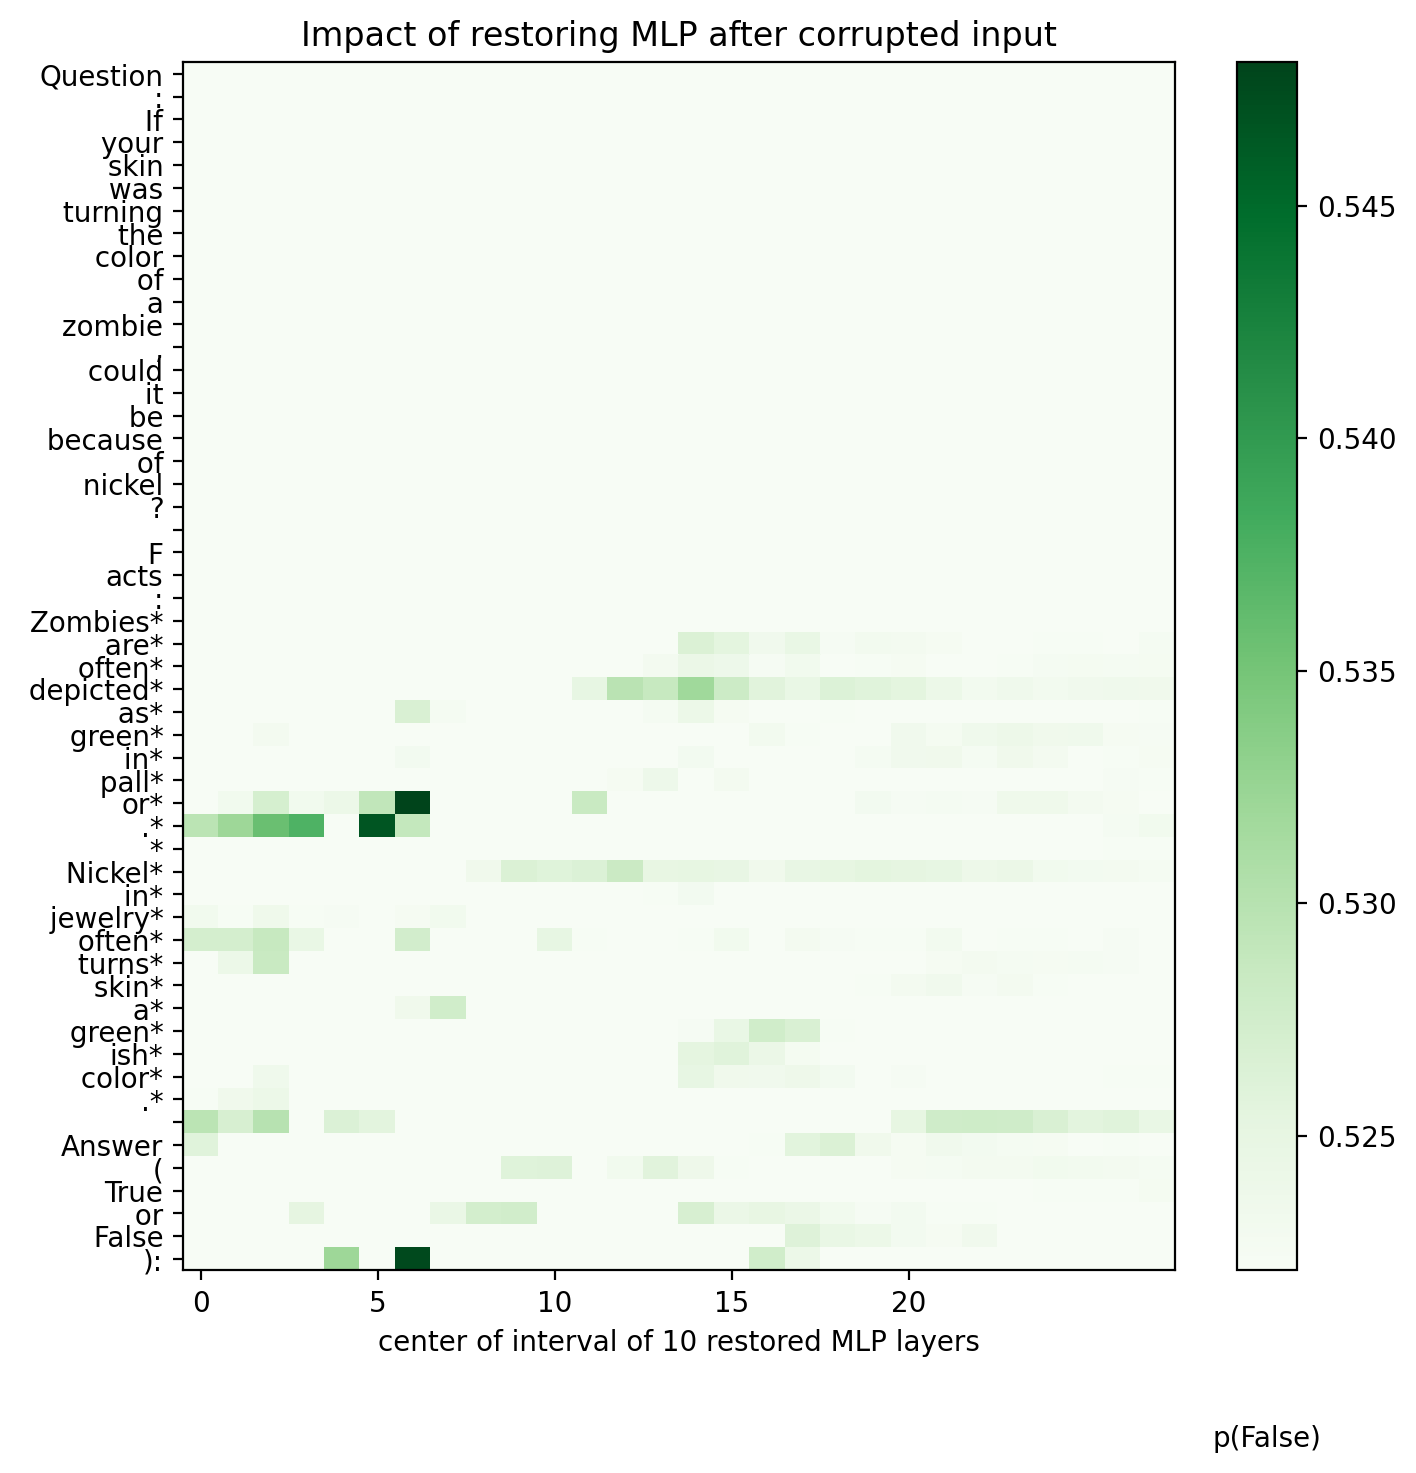 Impact of restoring MLP after corrupted input
Question
:
If
your
skin
was
turning
the
color
of
a
zombie
,
could
it
be
because
of
nickel
?
F
acts
:
Zombies*
are*
often*
depicted*
as*
green*
in*
pall*
or*
.*
*
Nickel*
in*
jewelry*
often*
turns*
skin*
a*
green*
ish*
color*
.*
Answer
(
True
or
False
):
0 5 10 15 20
center of interval of 10 restored MLP layers
0.545
0.540
0.535
0.530
0.525
p(False)